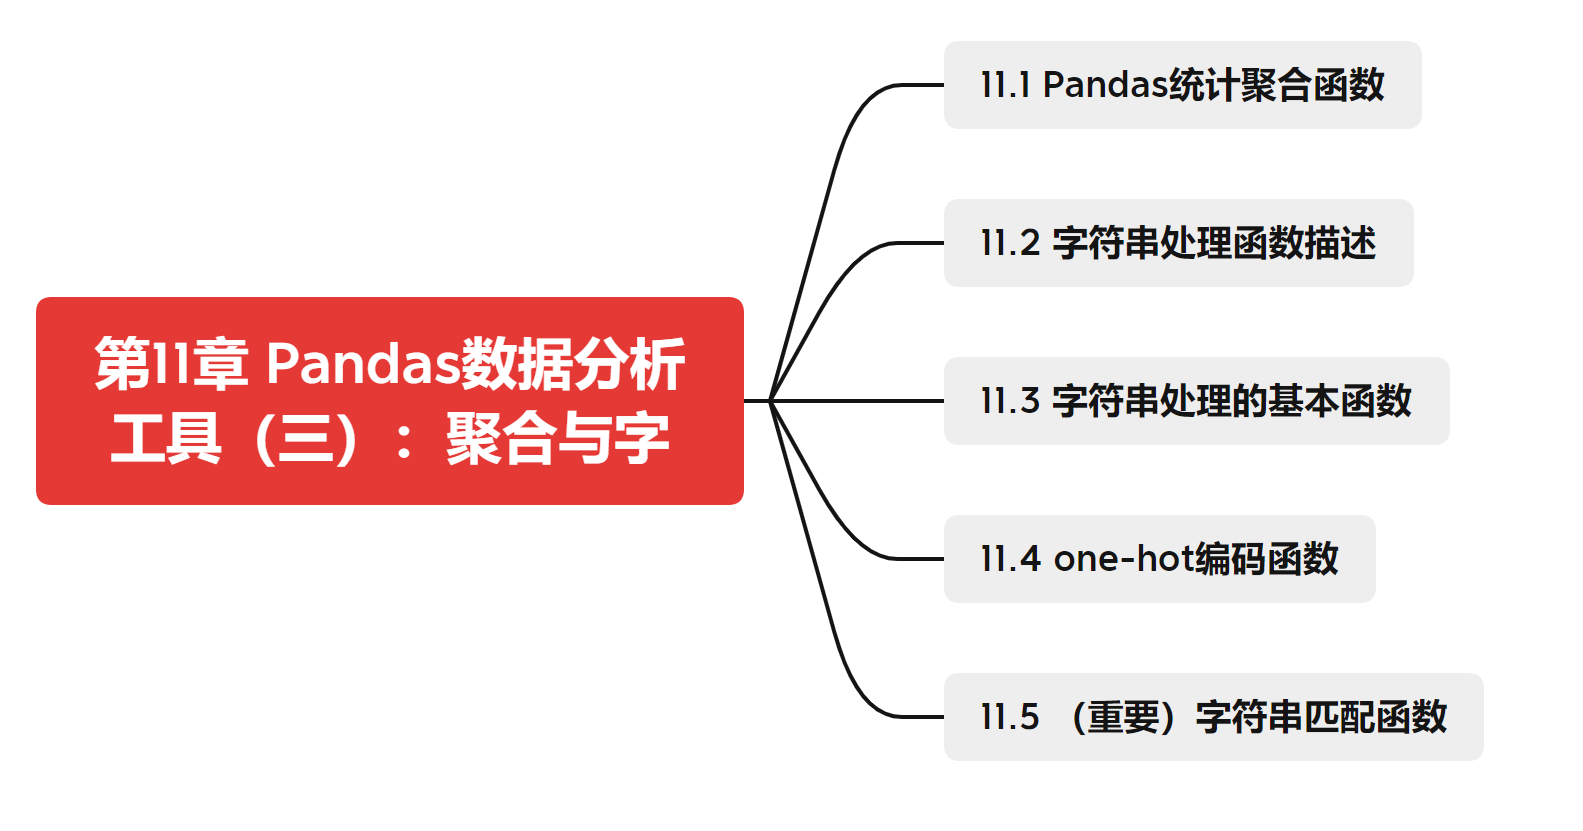 第11章 Pandas数据分析
工具（三）：聚合与字
11.1 Pandas统计聚合函数
11.2 字符串处理函数描述
11.3 字符串处理的基本函数
11.4 one-hot编码函数
11.5 （重要）字符串匹配函数